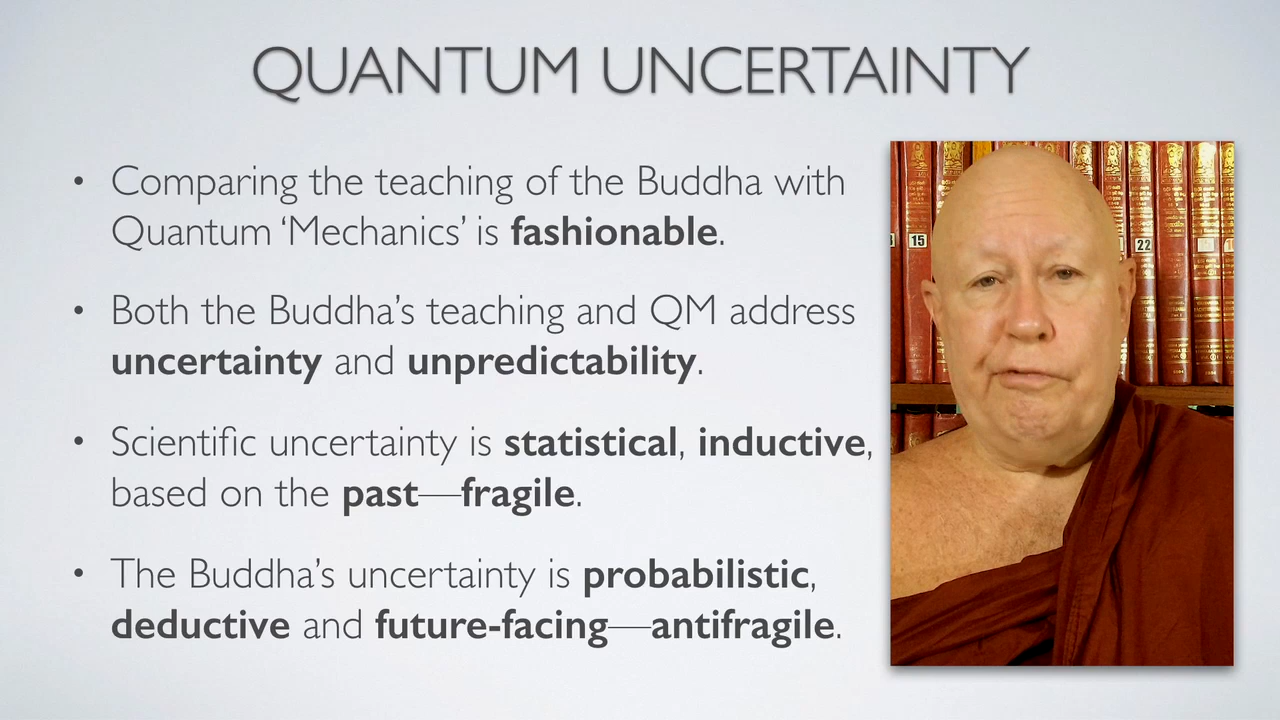 QUANTUM UNCERTAINTY
• Comparing the teaching of the Buddha with
Quantum ‘Mechanics’ is fashionable.
• Both the Buddha’s teaching and QM address
uncertainty and unpredictability.
• Scientific uncertainty is statistical, inductive,
based on the past—fragile.
• The Buddha’s uncertainty is probabilistic,
deductive and future-facing—antifragile.
15
22